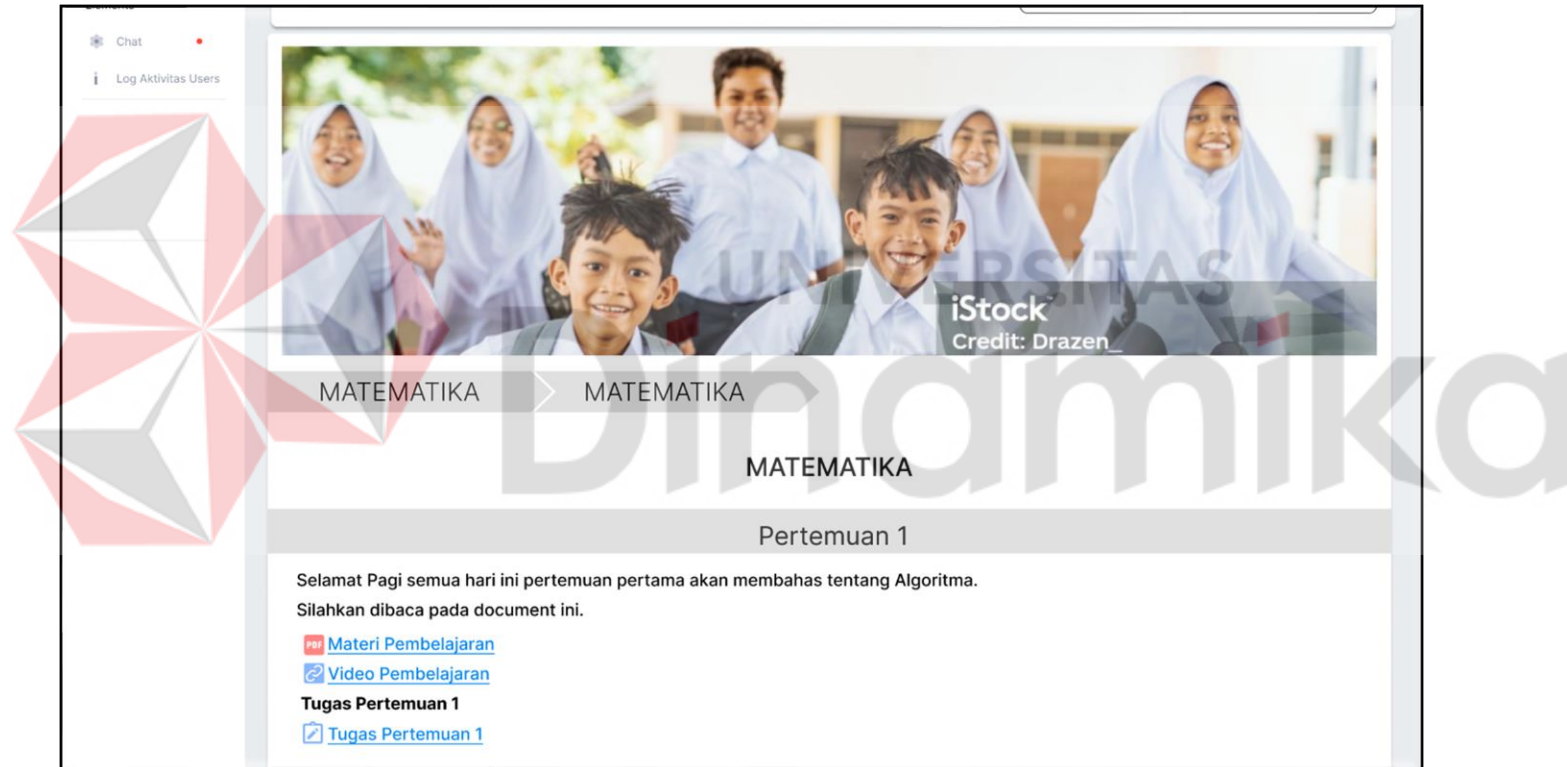 Chat
Log Aktivitas Users
UNIVERSITAS
Dinamika
iStock
Credit: Drazen_
MATEMATIKA
MATEMATIKA
MATEMATIKA
Pertemuan 1
Selamat Pagi semua hari ini pertemuan pertama akan membahas tentang Algoritma.
Silahkan dibaca pada document ini.
PDF Materi Pembelajaran
Video Pembelajaran
Tugas Pertemuan 1
Tugas Pertemuan 1